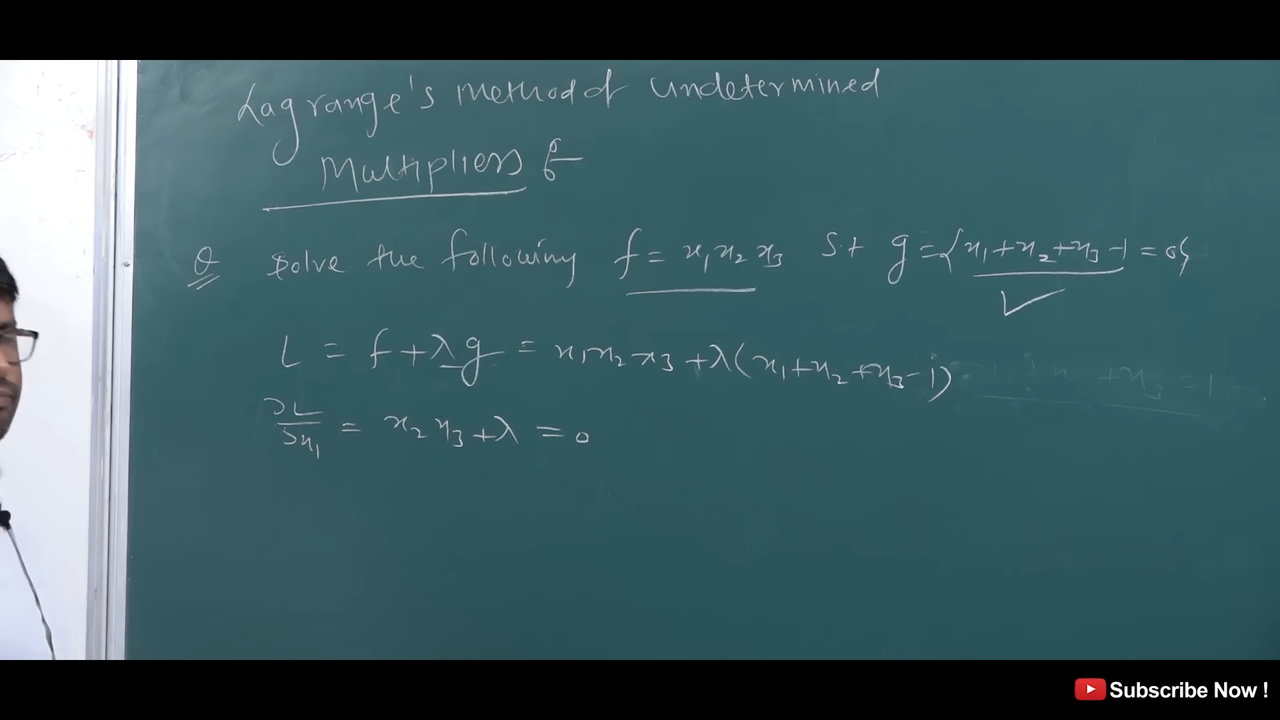 Lagrange's method of undetermined
Multipliers :-
Q Solve the following f = x₁x₂x₃ s+ g={x₁+x₂+x₃-1=0}
L = f+λg = x₁x₂x₃+λ(x₁+x₂+x₃-1)
∂L/∂x₁ = x₂x₃+λ = 0
Subscribe Now !